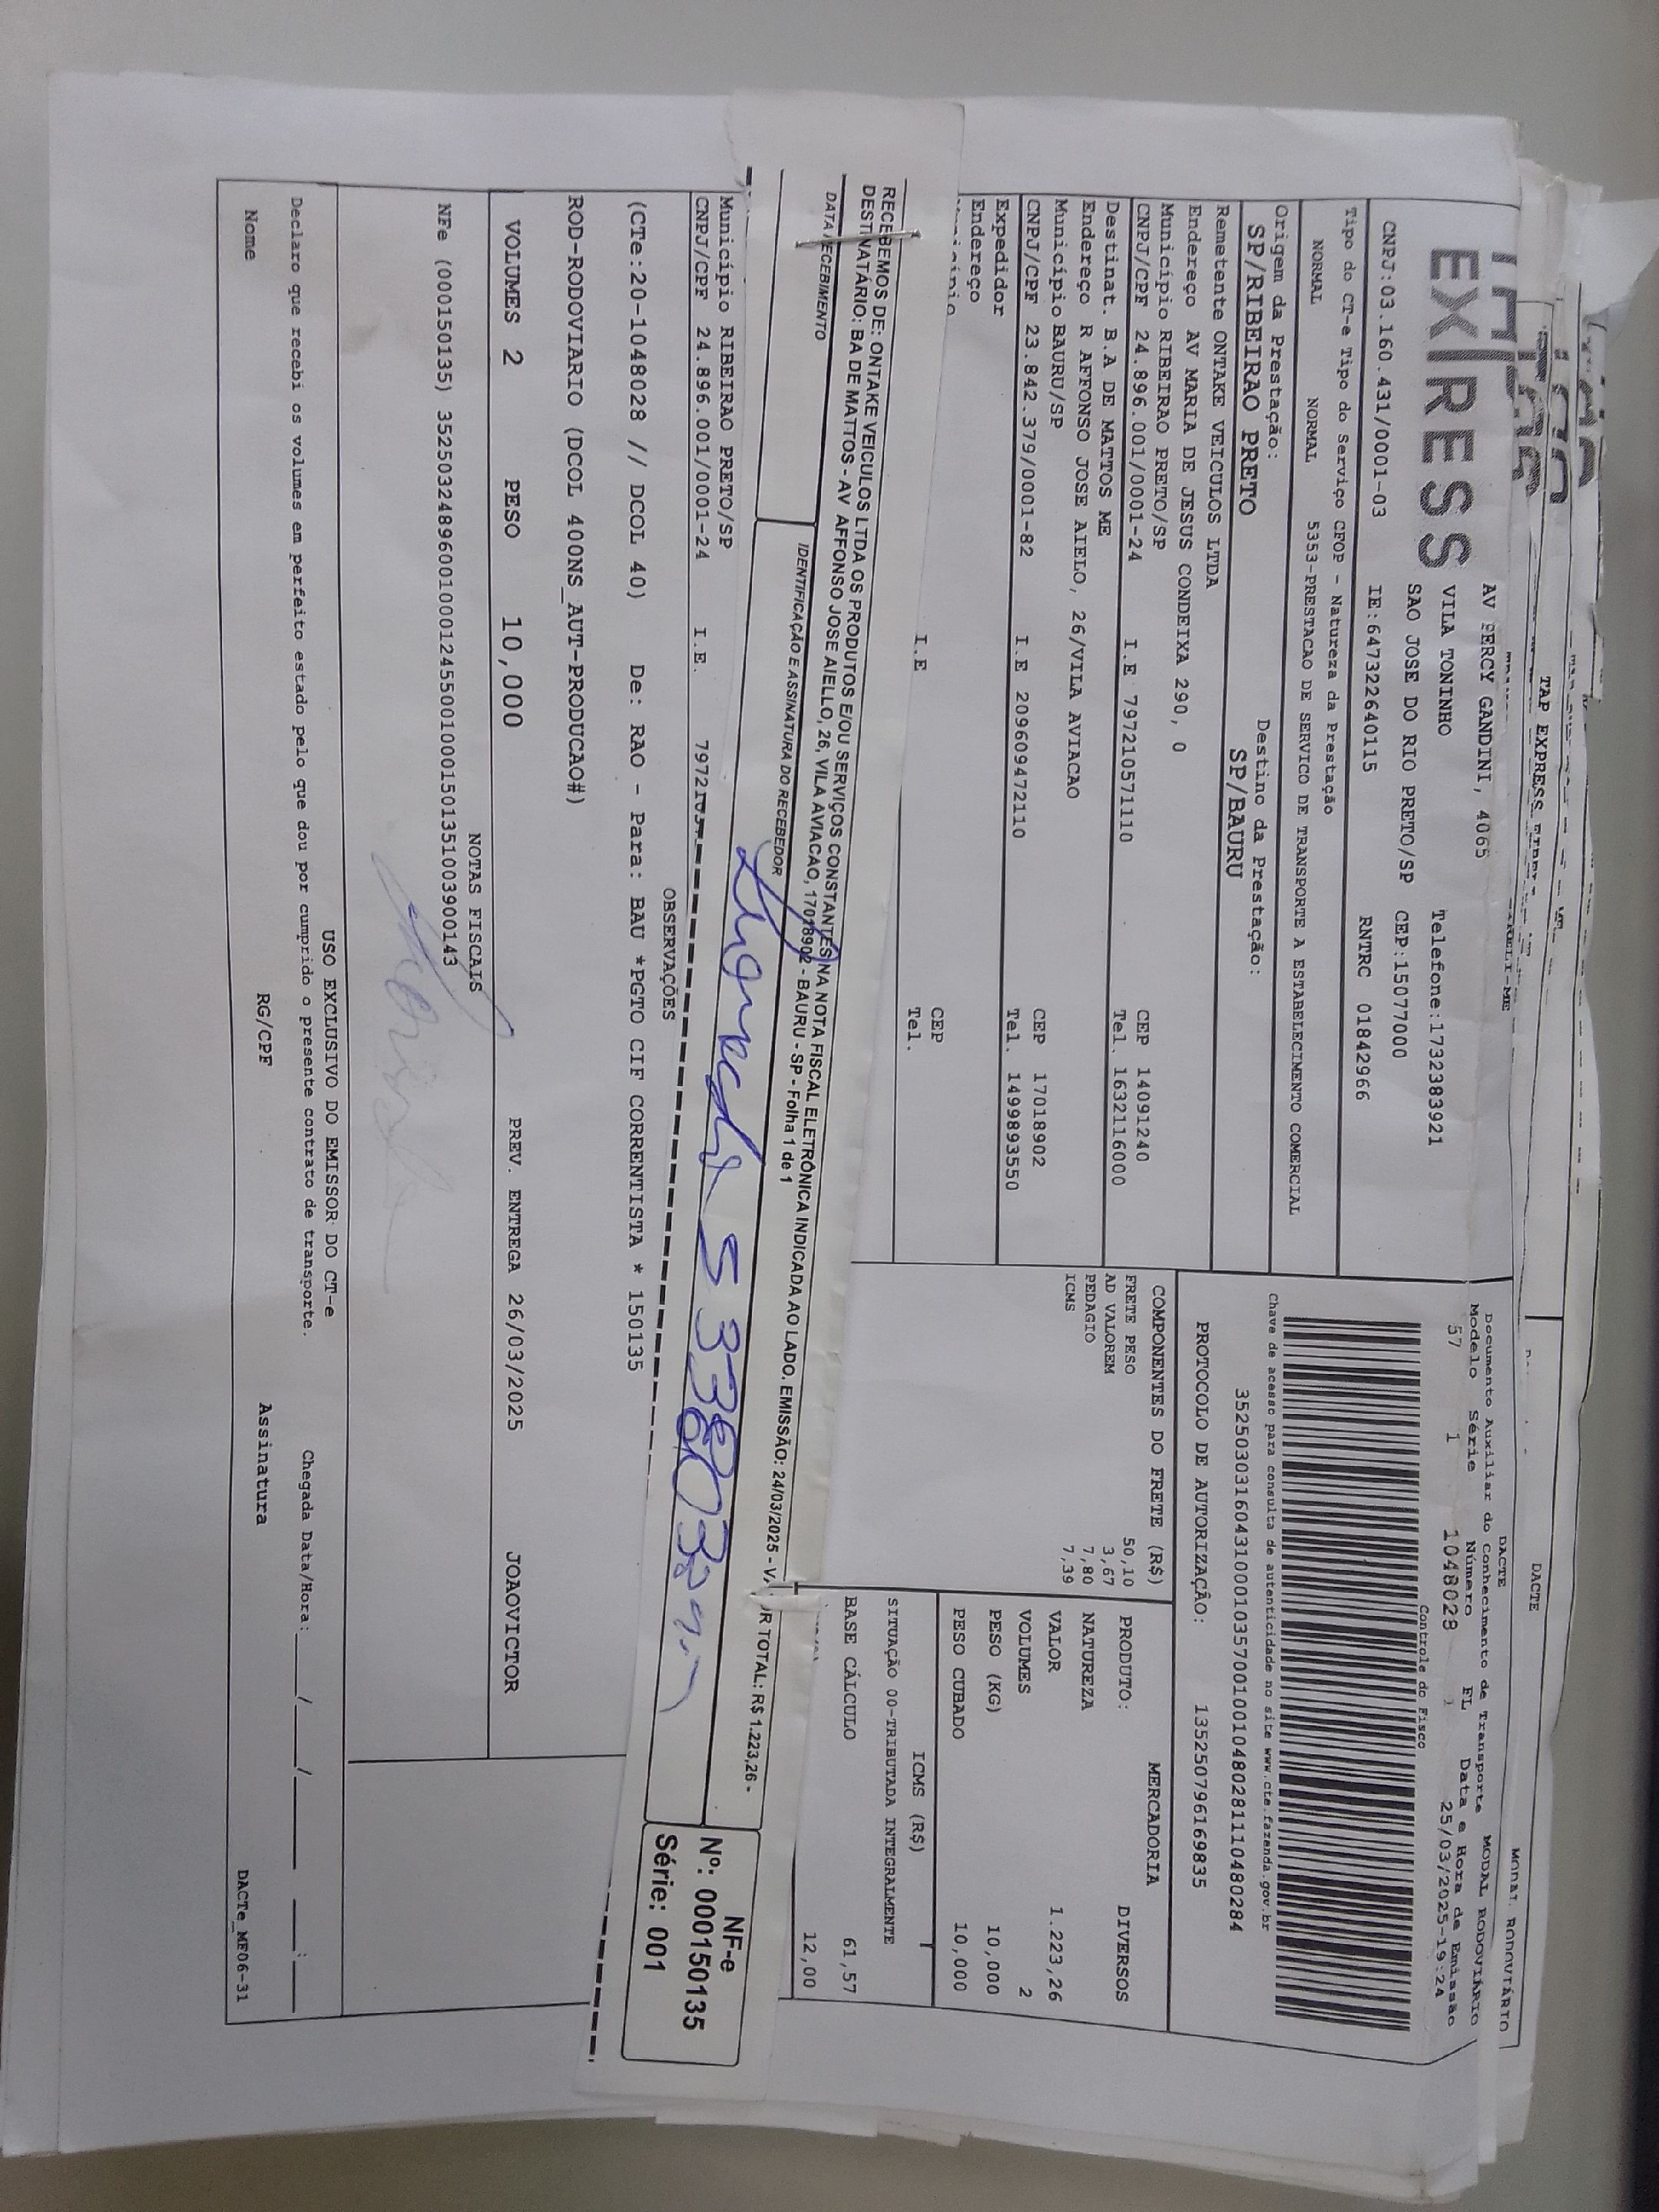 TAP EXPRESS
EXPRESS
AV PERCY GANDINI, 4065
VILA TONINHO
SAO JOSE DO RIO PRETO/SP CEP:15077000
Telefone:1732383921
CNPJ:03.160.431/0001-03 IE:647322640115 RNTRC 01842966
DACTE
DACTE MODAL RODOVIÁRIO
Documento Auxiliar do Conhecimento de Transporte MODAL RODOVIÁRIO
Modelo Série Número FL Data e Hora de Emissão
57 1 1048028 1 25/03/2025-19:24
Controle do Fisco
Chave de acesso para consulta de autenticidade no site www.cte.fazenda.gov.br
35250303160431000103570010010480281110480284
PROTOCOLO DE AUTORIZAÇÃO: 135250796169835
Tipo do CT-e Tipo do Serviço CFOP - Natureza da Prestação
NORMAL NORMAL 5353-PRESTACAO DE SERVICO DE TRANSPORTE A ESTABELECIMENTO COMERCIAL
Origem da Prestação: Destino da Prestação:
SP/RIBEIRAO PRETO SP/BAURU
Remetente ONTAKE VEICULOS LTDA
Endereço AV MARIA DE JESUS CONDEIXA 290, 0
Município RIBEIRAO PRETO/SP CEP 14091240
CNPJ/CPF 24.896.001/0001-24 I.E 797210571110 Tel. 1632116000
Destinat. B.A DE MATTOS ME
Endereço R AFFONSO JOSE AIELO, 26/VILA AVIACAO
Município BAURU/SP CEP 17018902
CNPJ/CPF 23.842.379/0001-82 I.E 209609472110 Tel. 1499893550
Expedidor
Endereço
Município CEP
I.E Tel.
COMPONENTES DO FRETE (R$)
FRETE PESO 50,10
AD VALOREM 3,67
PEDAGIO 7,80
ICMS 7,39
MERCADORIA
PRODUTO: DIVERSOS
NATUREZA
VALOR 1.223,26
VOLUMES 2
PESO (KG) 10,000
PESO CUBADO 10,000
ICMS (R$)
SITUAÇÃO 00-TRIBUTADA INTEGRALMENTE
BASE CÁLCULO 61,57
12,00
RECEBEMOS DE: ONTAKE VEICULOS LTDA OS PRODUTOS E/OU SERVIÇOS CONSTANTES NA NOTA FISCAL ELETRÔNICA INDICADA AO LADO. EMISSÃO: 24/03/2025 - VALOR TOTAL: R$ 1.223,26 -
DESTINATÁRIO: BA DE MATTOS - AV AFFONSO JOSE AIELLO, 26, VILA AVIACAO, 17018902 - BAURU - SP - Folha 1 de 1
DATA RECEBIMENTO IDENTIFICAÇÃO E ASSINATURA DO RECEBEDOR
NF-e
Nº: 000150135
Série: 001
Município RIBEIRAO PRETO/SP
CNPJ/CPF 24.896.001/0001-24 I.E.
OBSERVAÇÕES
(CTe:20-1048028 // DCOL 40) De: RAO - Para: BAU *PGTO CIF CORRENTISTA * 150135
ROD-RODOVIARIO (DCOL 400NS_AUT-PRODUCAO#)
VOLUMES 2 PESO 10,000 PREV. ENTREGA 26/03/2025 JOAOVICTOR
NOTAS FISCAIS
NFe (000150135) 35250324896001000124550010001501351003900143
USO EXCLUSIVO DO EMISSOR DO CT-e
Declaro que recebi os volumes em perfeito estado pelo que dou por cumprido o presente contrato de transporte. Chegada Data/Hora:___/___/___ __:__
Nome RG/CPF Assinatura DACTe_MF06-31